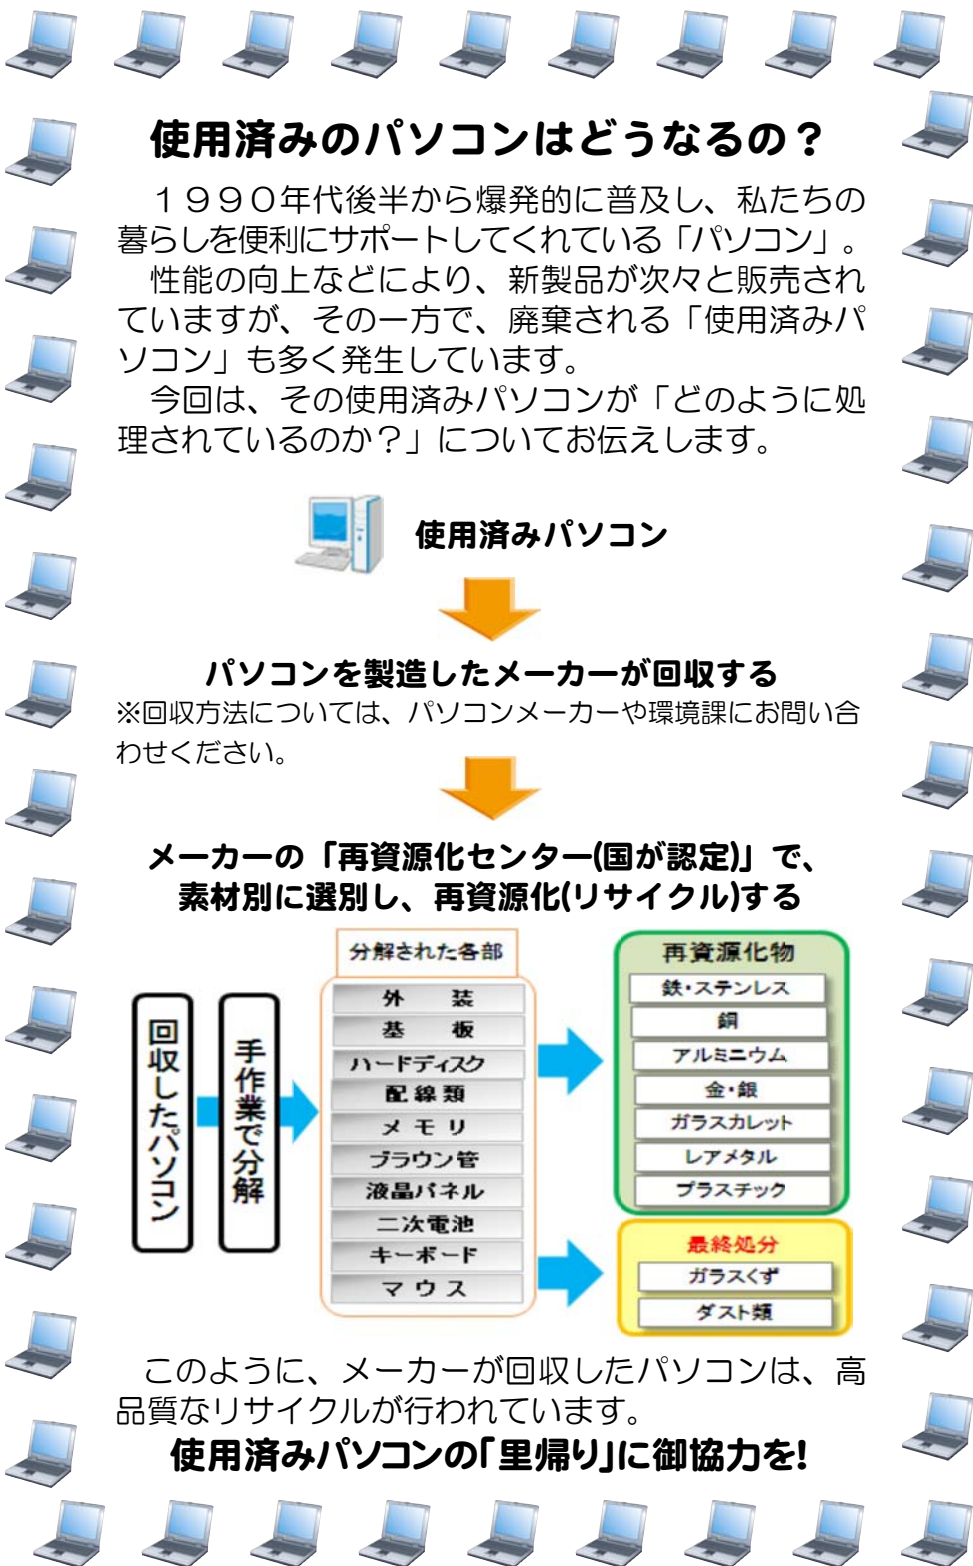 使用済みのパソコンはどうなるの？
１９９０年代後半から爆発的に普及し、私たちの
暮らしを便利にサポートしてくれている「パソコン」。
性能の向上などにより、新製品が次々と販売され
ていますが、その一方で、廃棄される「使用済みパ
ソコン」も多く発生しています。
今回は、その使用済みパソコンが「どのように処
理されているのか？」についてお伝えします。
使用済みパソコン
パソコンを製造したメーカーが回収する
※回収方法については、パソコンメーカーや環境課にお問い合
わせください。
メーカーの「再資源化センター(国が認定)」で、
素材別に選別し、再資源化(リサイクル)する
回収したパソコン
手作業で分解
分解された各部
外　装
基　板
ハードディスク
配線類
メモリ
ブラウン管
液晶パネル
二次電池
キーボード
マウス
再資源化物
鉄・ステンレス
銅
アルミニウム
金・銀
ガラスカレット
レアメタル
プラスチック
最終処分
ガラスくず
ダスト類
このように、メーカーが回収したパソコンは、高
品質なリサイクルが行われています。
使用済みパソコンの「里帰り」に御協力を!